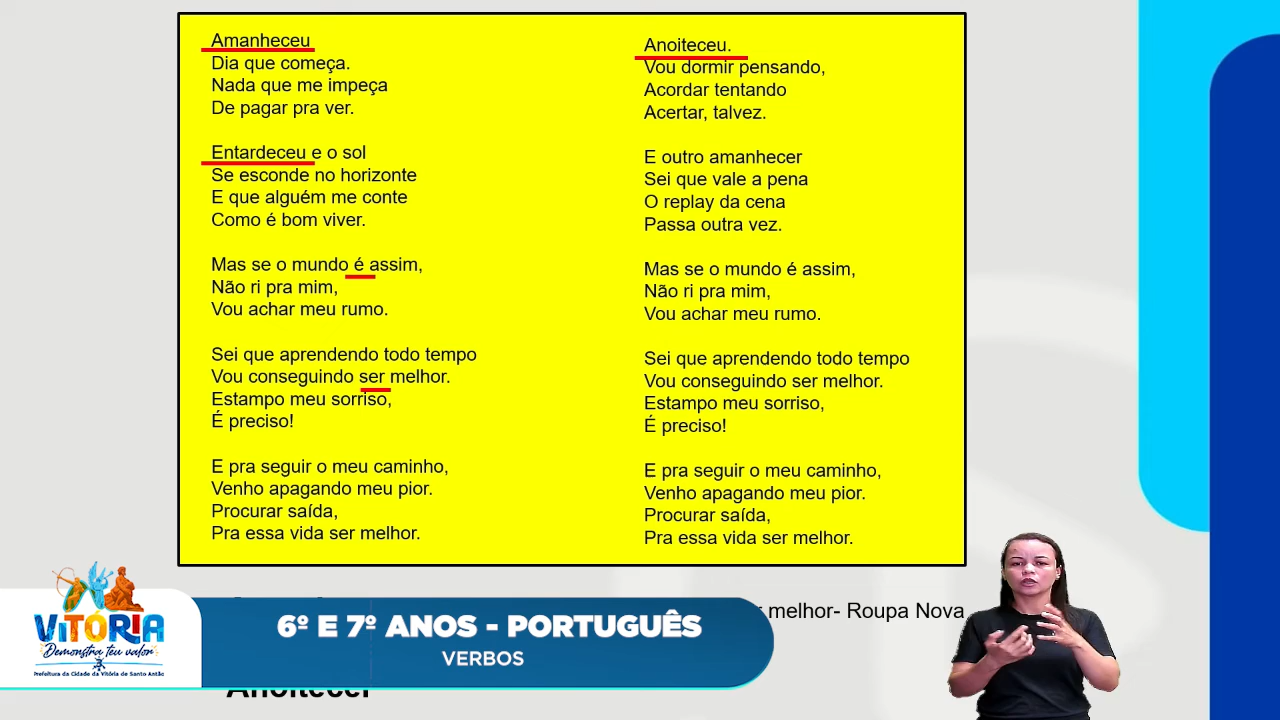 Amanheceu
Dia que começa.
Nada que me impeça
De pagar pra ver.
Entardeceu e o sol
Se esconde no horizonte
E que alguém me conte
Como é bom viver.
Mas se o mundo é assim,
Não ri pra mim,
Vou achar meu rumo.
Sei que aprendendo todo tempo
Vou conseguindo ser melhor.
Estampo meu sorriso,
É preciso!
E pra seguir o meu caminho,
Venho apagando meu pior.
Procurar saída,
Pra essa vida ser melhor.
Anoiteceu.
Vou dormir pensando,
Acordar tentando
Acertar, talvez.
E outro amanhecer
Sei que vale a pena
O replay da cena
Passa outra vez.
Mas se o mundo é assim,
Não ri pra mim,
Vou achar meu rumo.
Sei que aprendendo todo tempo
Vou conseguindo ser melhor.
Estampo meu sorriso,
É preciso!
E pra seguir o meu caminho,
Venho apagando meu pior.
Procurar saída,
Pra essa vida ser melhor.
melhor- Roupa Nova
6º E 7º ANOS - PORTUGUÊS
VERBOS
VITÓRIA
Demonstra teu valor
Prefeitura da Cidade da Vitória de Santo Antão
Anoitecer